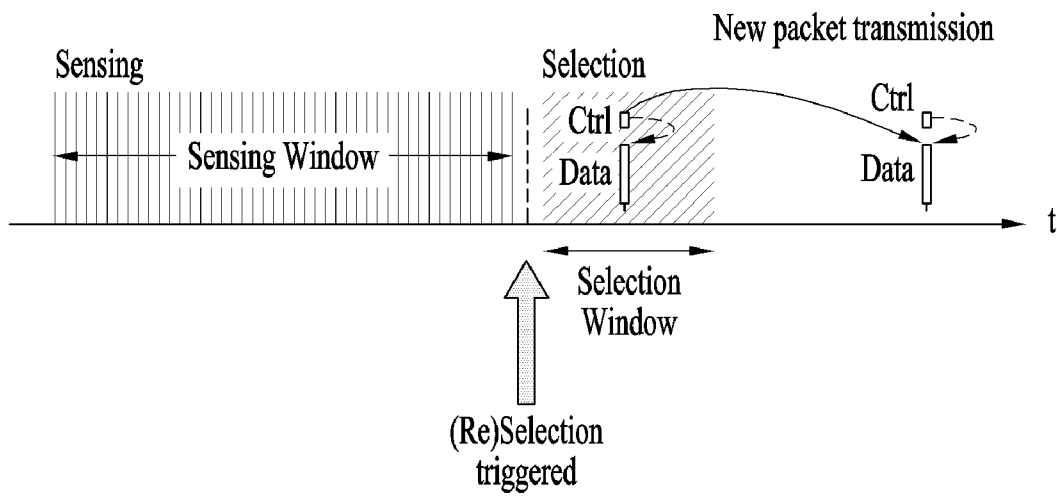 New packet transmission
Sensing
Selection
Ctrl
Ctrl
Sensing Window
Data
Data
t
Selection
Window
(Re)Selection
triggered